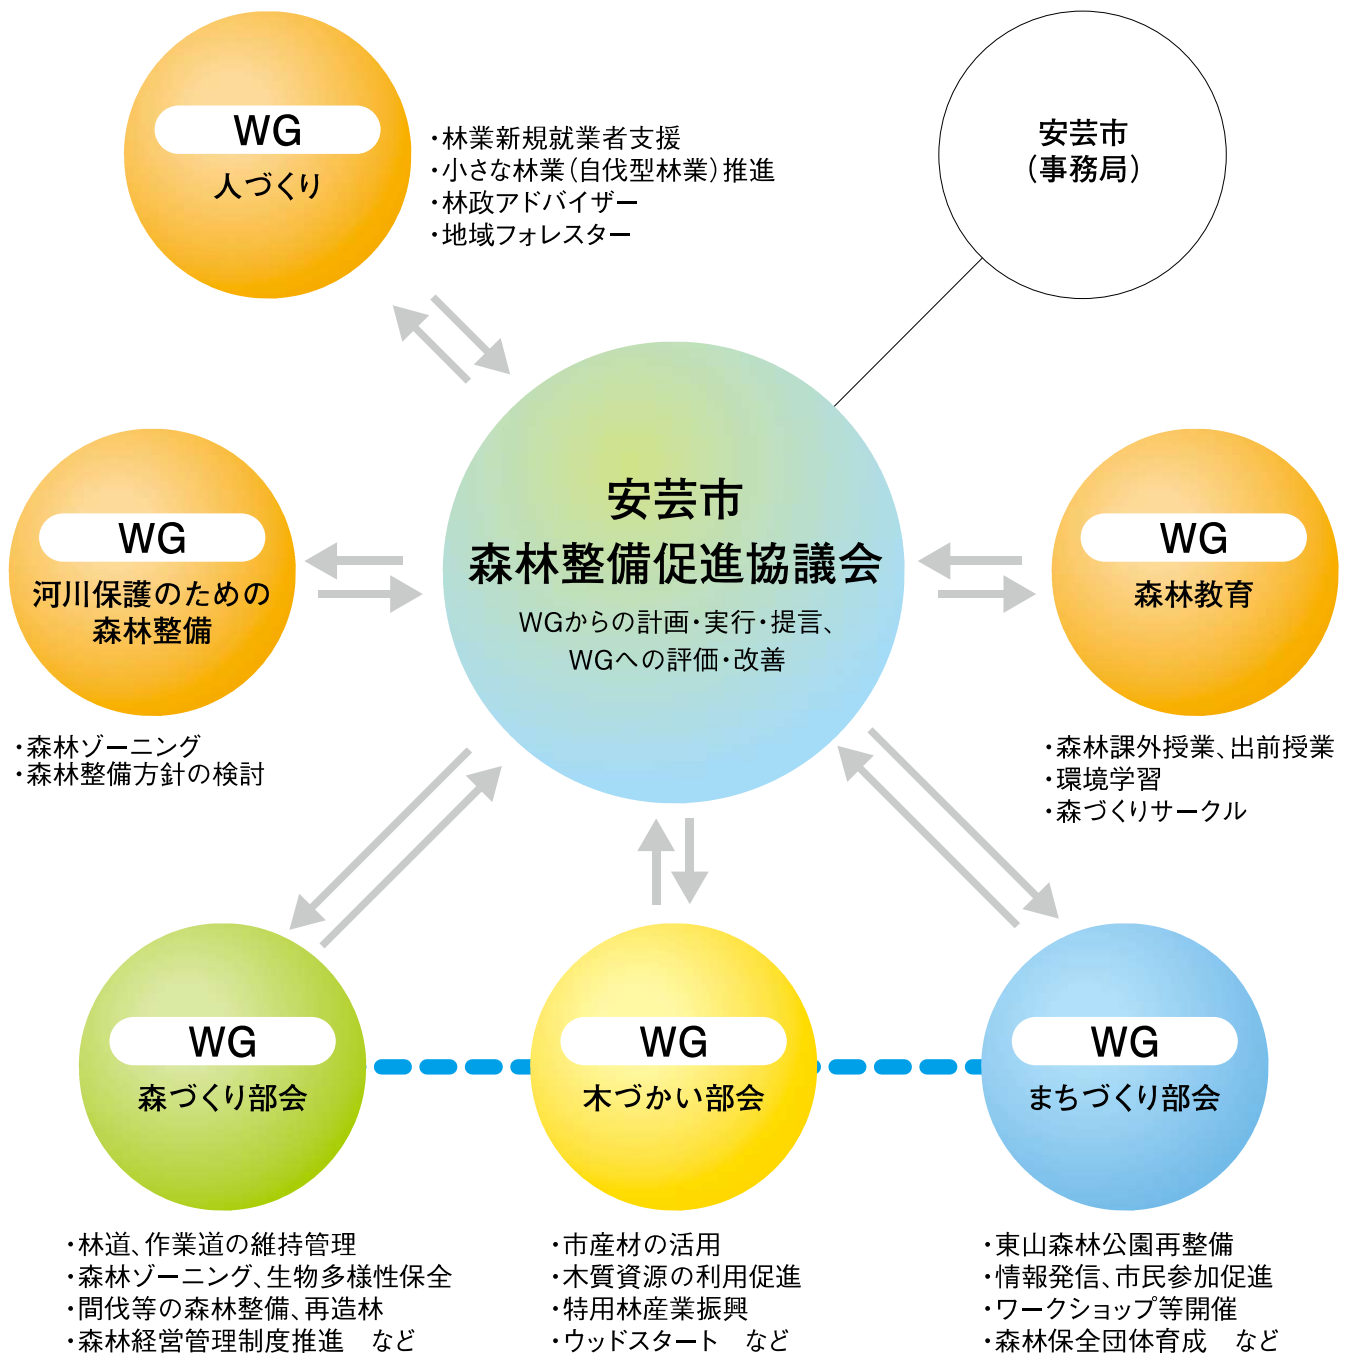 WG
人づくり
・林業新規就業者支援
・小さな林業（自伐型林業）推進
・林政アドバイザー
・地域フォレスター
安芸市
（事務局）
安芸市
森林整備促進協議会
WGからの計画・実行・提言、
WGへの評価・改善
WG
河川保護のための
森林整備
・森林ゾーニング
・森林整備方針の検討
WG
森林教育
・森林課外授業、出前授業
・環境学習
・森づくりサークル
WG
森づくり部会
・林道、作業道の維持管理
・森林ゾーニング、生物多様性保全
・間伐等の森林整備、再造林
・森林経営管理制度推進　など
WG
木づかい部会
・市産材の活用
・木質資源の利用促進
・特用林産業振興
・ウッドスタート　など
WG
まちづくり部会
・東山森林公園再整備
・情報発信、市民参加促進
・ワークショップ等開催
・森林保全団体育成　など